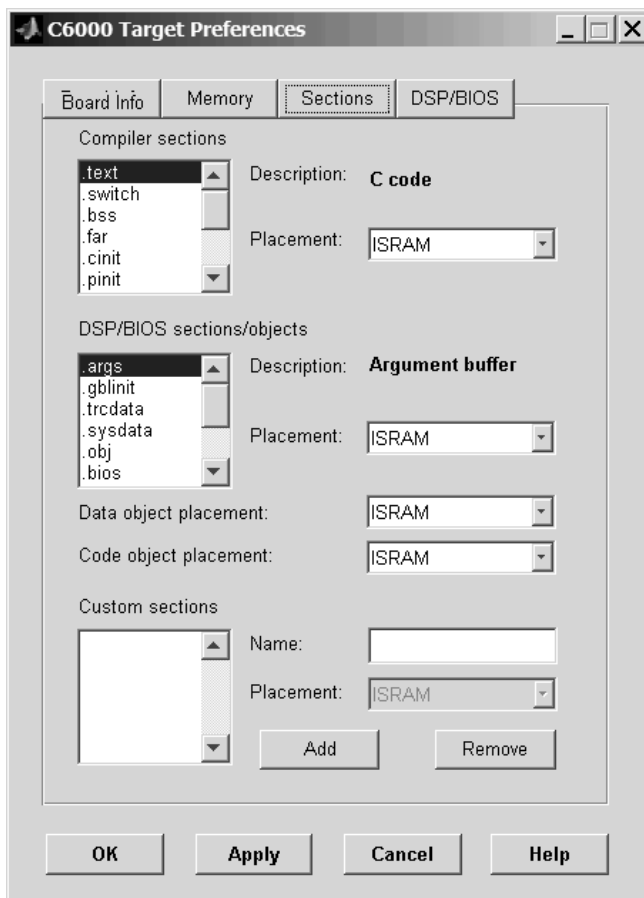 C6000 Target Preferences
Board Info Memory Sections DSP/BIOS
Compiler sections
.text
.switch
.bss
.far
.cinit
.pinit
Description: C code
Placement: ISRAM
DSP/BIOS sections/objects
.args
.gblinit
.trcdata
.sysdata
.obj
.bios
Description: Argument buffer
Placement: ISRAM
Data object placement: ISRAM
Code object placement: ISRAM
Custom sections
Name:
Placement: ISRAM
Add Remove
OK Apply Cancel Help